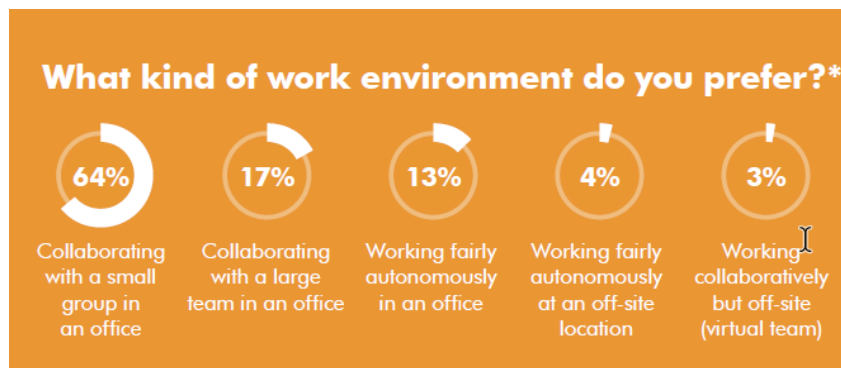 What kind of work environment do you prefer?*
64%
17%
13%
4%
3%
Collaborating
with a small
group in
an office
Collaborating
with a large
team in an office
Working fairly
autonomously
in an office
Working fairly
autonomously
at an off-site
location
Working
collaboratively
but off-site
(virtual team)